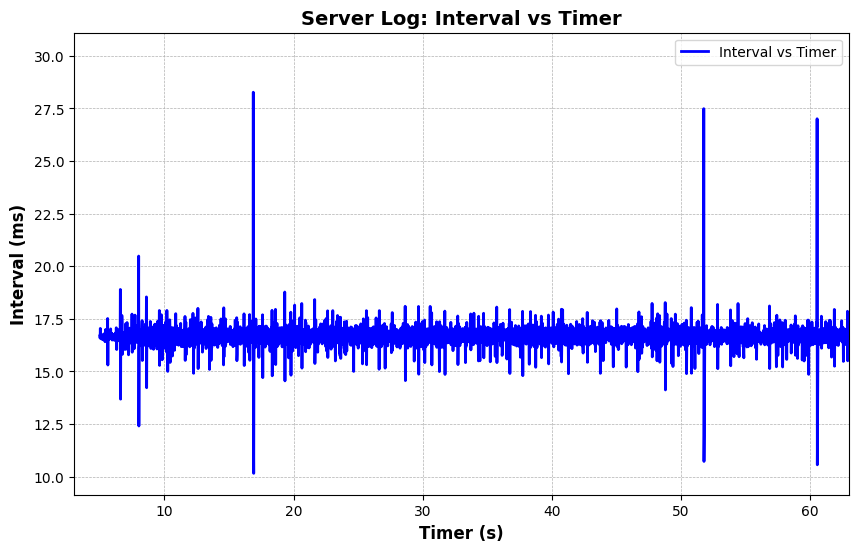 Server Log: Interval vs Timer
Interval vs Timer
30.0
27.5
25.0
22.5
20.0
17.5
15.0
12.5
10.0
Interval (ms)
10 20 30 40 50 60
Timer (s)